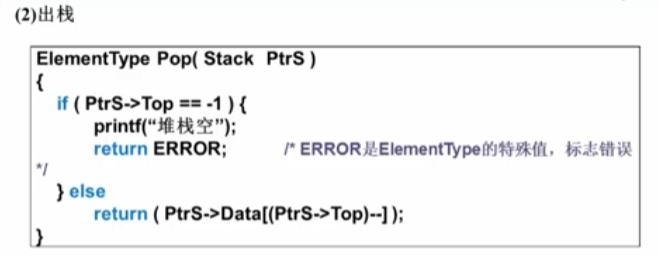 (2)出栈
ElementType Pop( Stack PtrS )
{
if ( PtrS->Top == -1 ) {
printf(“堆栈空”);
return ERROR; /* ERROR是ElementType的特殊值，标志错误
*/
} else
return ( PtrS->Data[(PtrS->Top)--] );
}